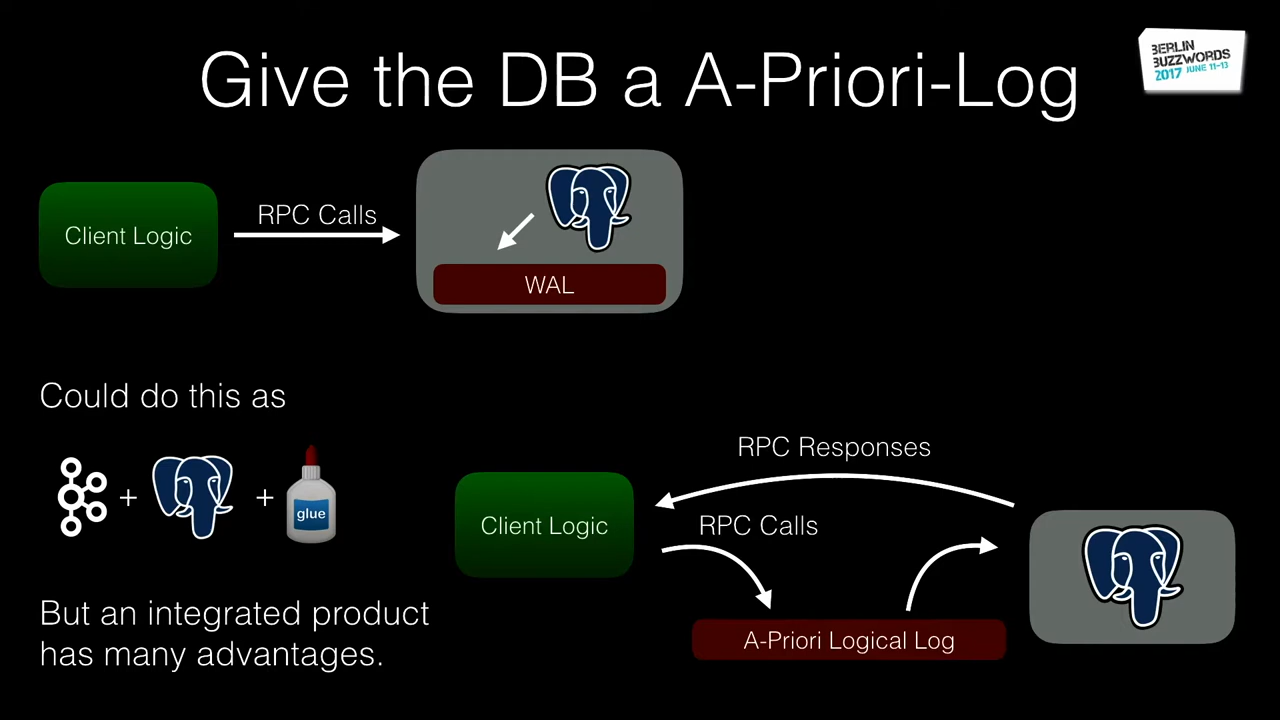 Give the DB a A-Priori-Log
BERLIN
BUZZWORDS
2017 JUNE 11-13
Client Logic
RPC Calls
WAL
Could do this as
+ +
glue
But an integrated product
has many advantages.
RPC Responses
Client Logic
RPC Calls
A-Priori Logical Log